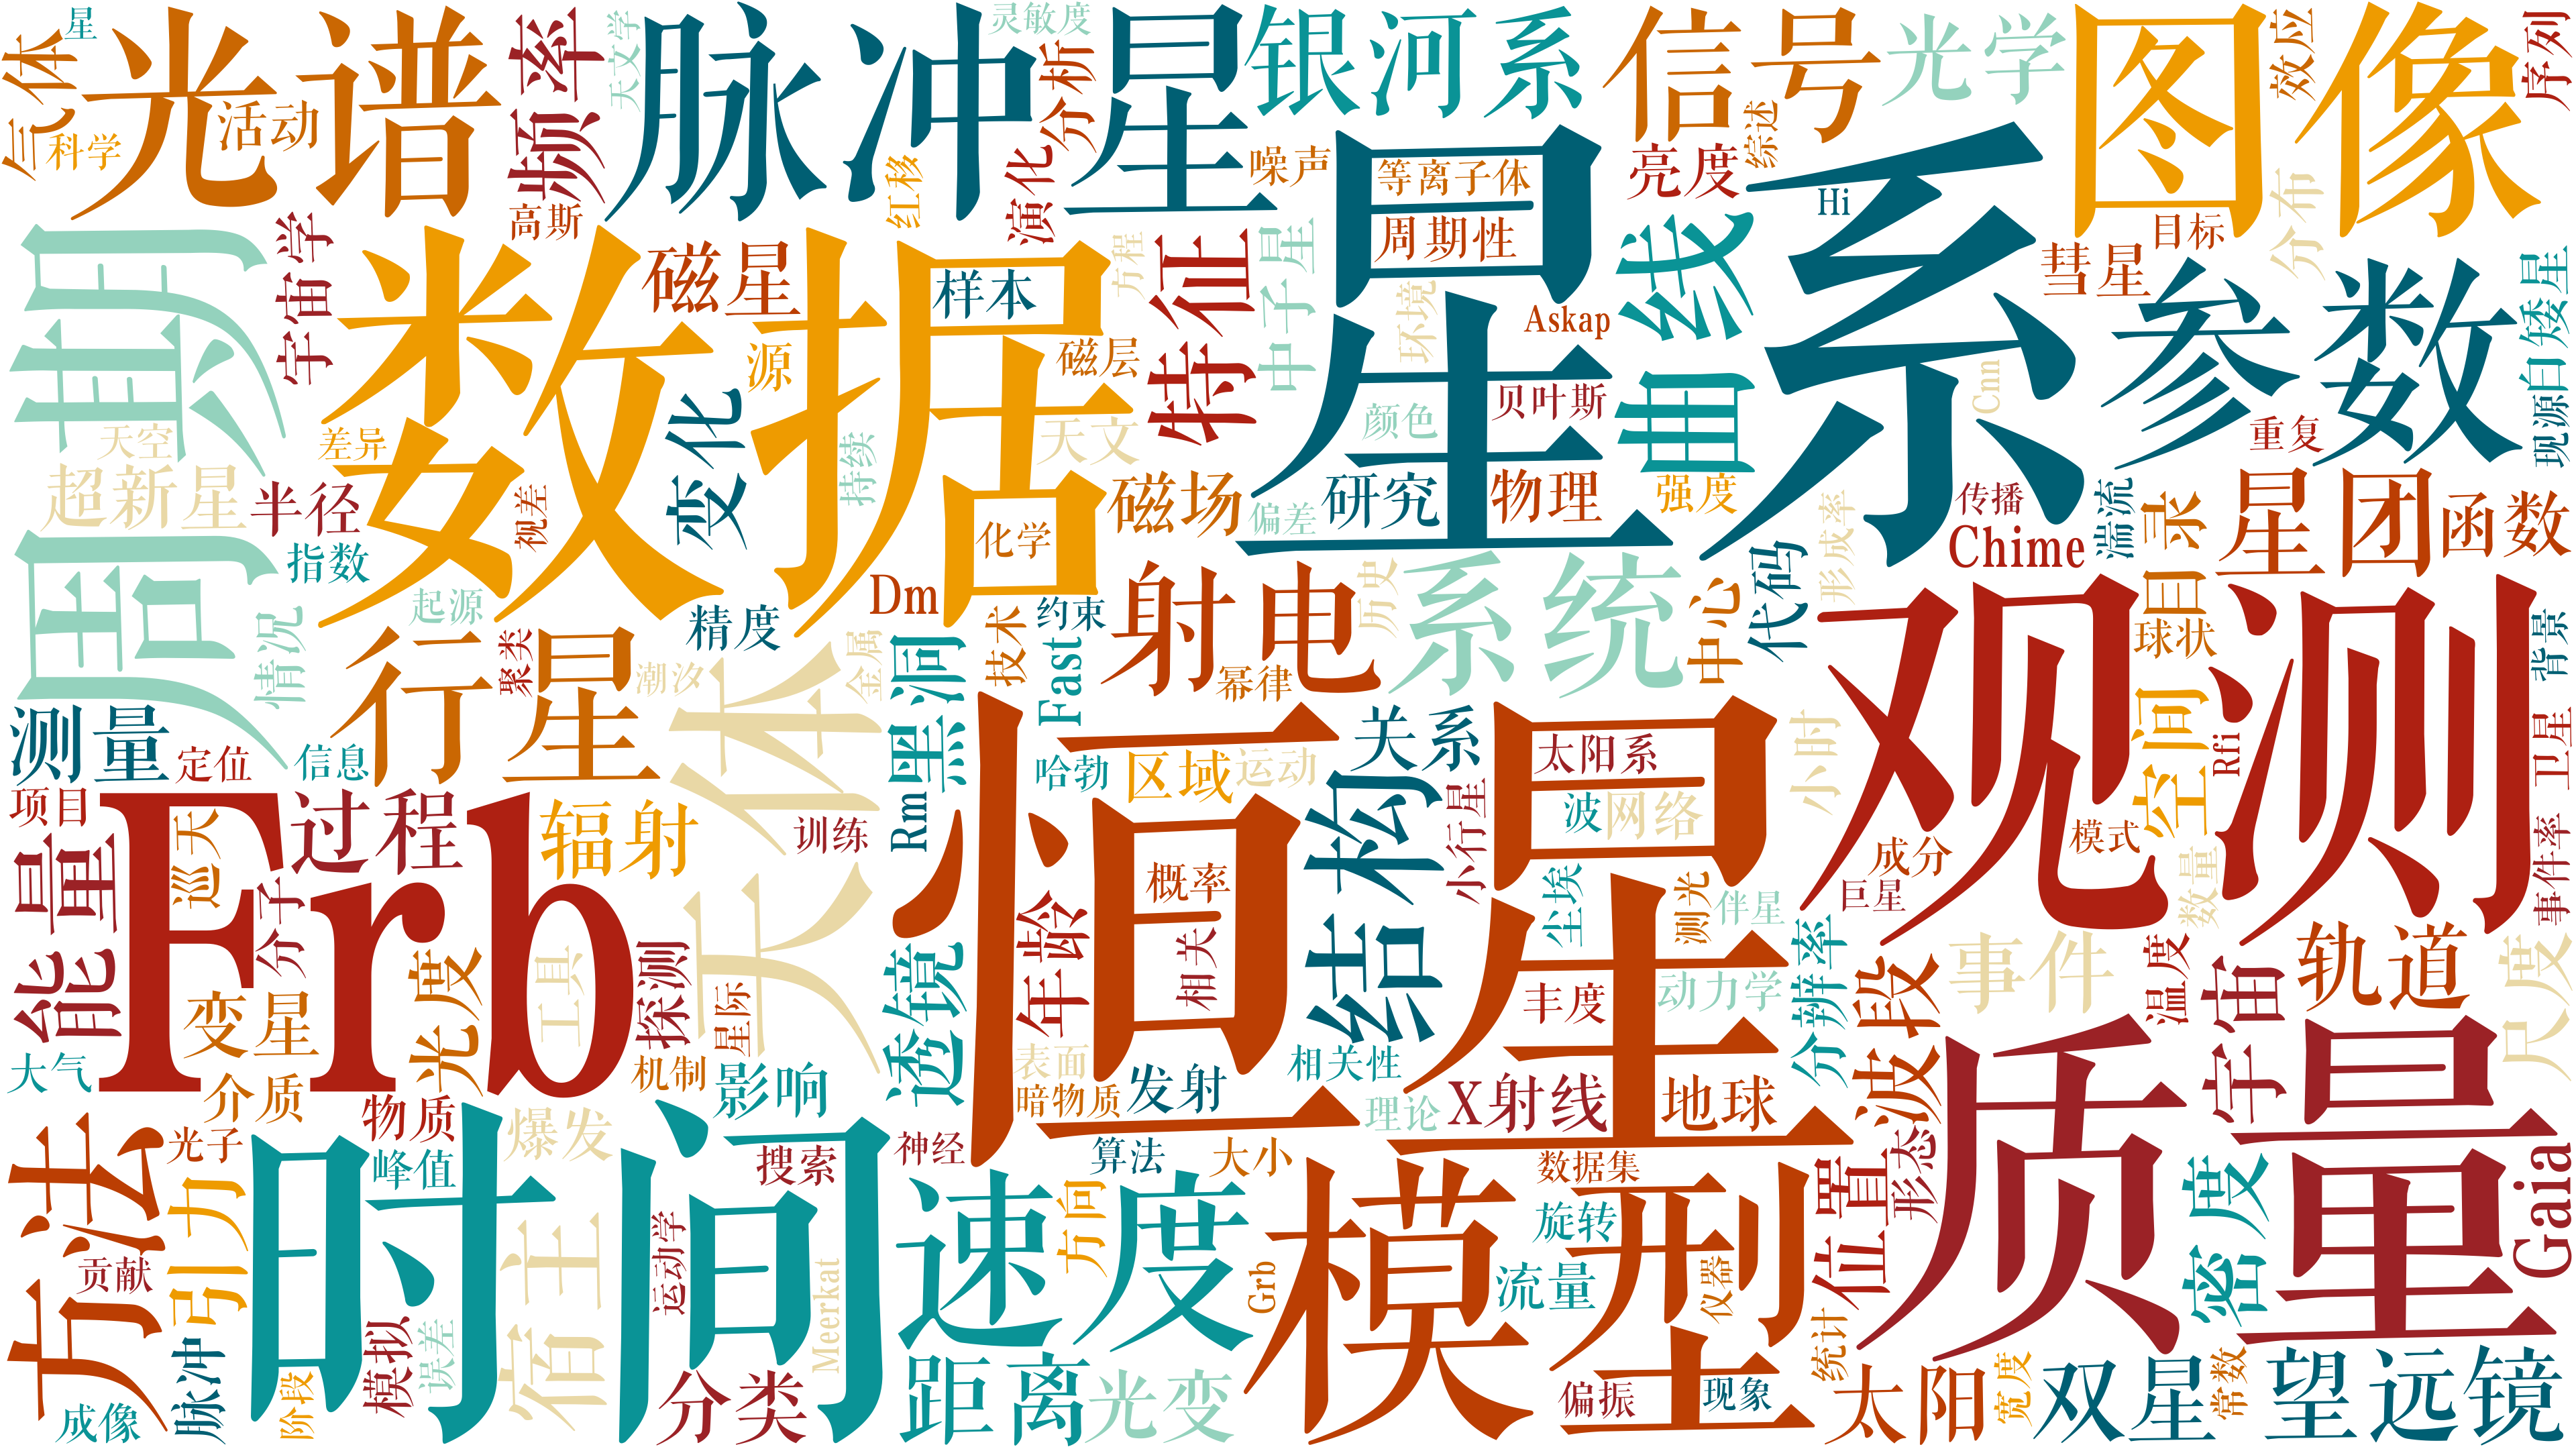 星
气体
光谱
活动
科学
频率
高斯
天文学
脉冲星
灵敏度
分析
红移
演化
银河系
噪声
信号
亮度
综述
光学
图像
效应
序列
等离子体
周期性
Hi
星系
目标
分布
彗星
周期
宇宙学
数据
磁星
样本
源
磁层
方程
特征
中子星
环境
Askap
曲线
参数
白矮星
天空
差异
变化
持续
天文
贝叶斯
颜色
Cnn
重复
现源
超新星
半径
视差
磁场
偏差
研究
物理
强度
形成率
传播
Chime
湍流
目录
星团
函数
指数
化学
起源
情况
精度
Dm
技术
约束
射电
历史
系统
中心
代码
观测
球状
背景
行星
聚类
潮汐
金属
黑洞
Fast
幂律
测量
定位
信息
天体
恒星
关系
太阳系
小时
空间
Rfi
卫星
项目
Frb
过程
巡天
辐射
训练
Rm
哈勃
区域
运动
结构
小行星
波
网络
成分
模式
能量
分子
概率
尘埃
测光
伴星
巨星
数量
事件率
变星
光度
工具
探测
星际
透镜
年龄
相关
丰度
动力学
分辨率
波段
事件
温度
宇宙
轨道
尺度
大气
介质
机制
影响
表面
暗物质
发射
相关性
理论
X射线
地球
质量
方法
光子
物质
爆发
峰值
时间
搜索
神经
算法
大小
数据集
位置
形态
密度
Gaia
贡献
引力
宿主
运动学
速度
方向
模型
旋转
Grb
流量
仪器
脉冲
模拟
误差
Meerkat
统计
成像
阶段
分类
距离
光变
偏振
现象
太阳
宽度
双星
常数
望远镜